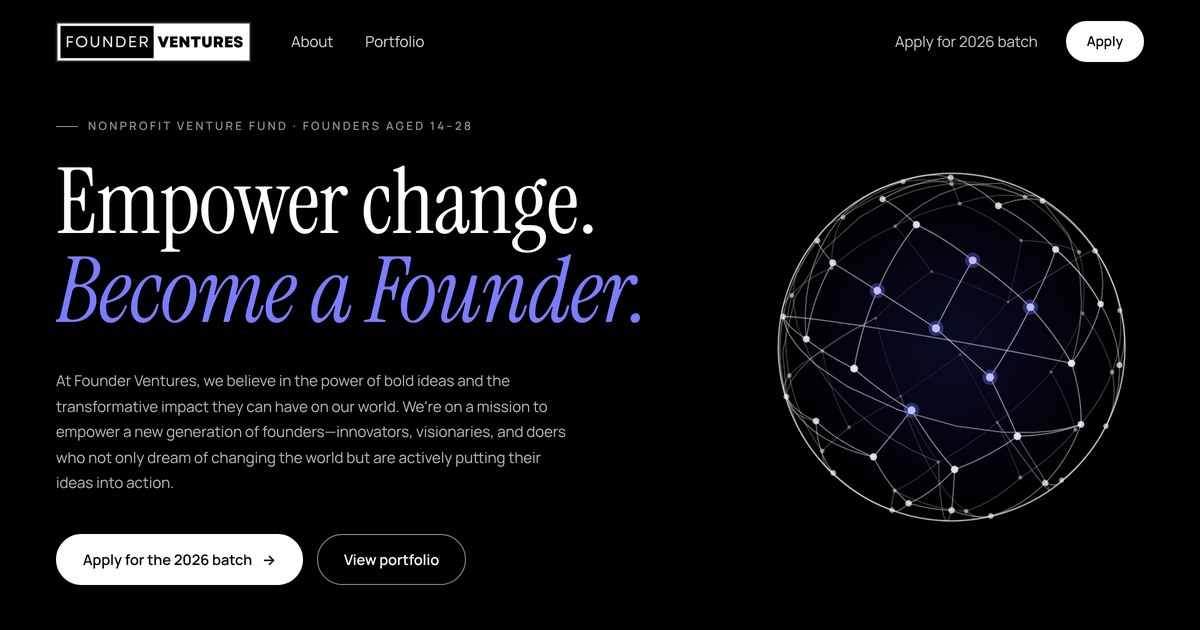 FOUNDER VENTURES
About
Portfolio
Apply for 2026 batch
Apply
NONPROFIT VENTURE FUND · FOUNDERS AGED 14–28
Empower change.
Become a Founder.
At Founder Ventures, we believe in the power of bold ideas and the
transformative impact they can have on our world. We're on a mission to
empower a new generation of founders—innovators, visionaries, and doers
who not only dream of changing the world but are actively putting their
ideas into action.
Apply for the 2026 batch →
View portfolio